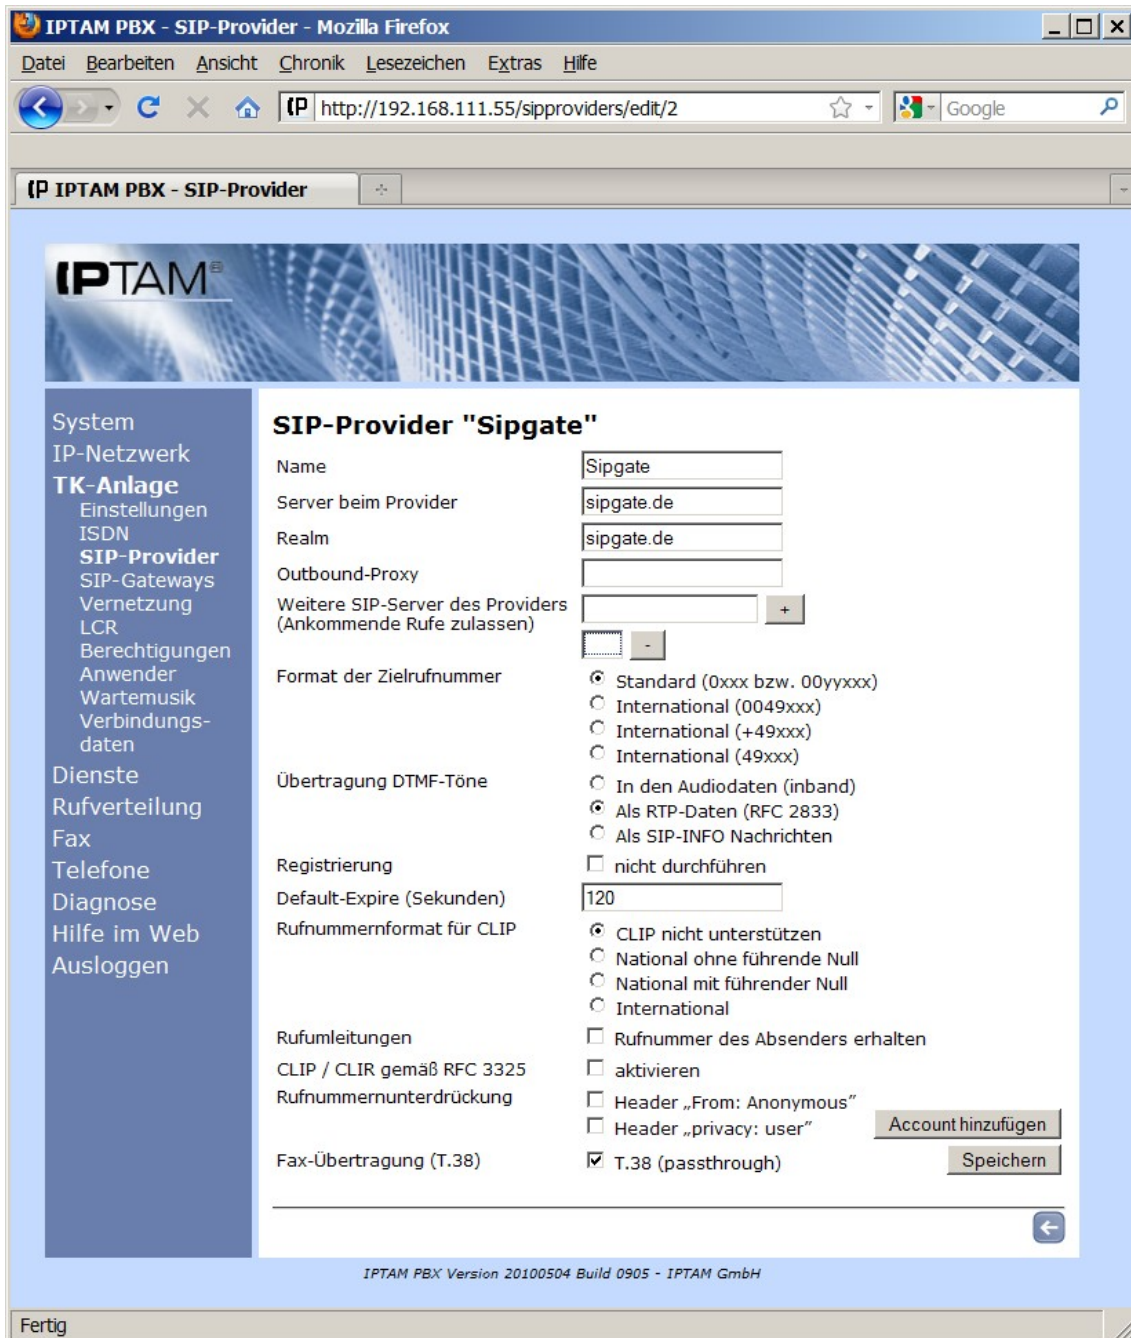 IPTAM PBX - SIP-Provider - Mozilla Firefox
Datei Bearbeiten Ansicht Chronik Lesezeichen Extras Hilfe
(P http://192.168.111.55/sipproviders/edit/2 Google
(P IPTAM PBX - SIP-Provider
IPTAM®
System
IP-Netzwerk
TK-Anlage
Einstellungen
ISDN
SIP-Provider
SIP-Gateways
Vernetzung
LCR
Berechtigungen
Anwender
Wartemusik
Verbindungs-
daten
Dienste
Rufverteilung
Fax
Telefone
Diagnose
Hilfe im Web
Ausloggen
SIP-Provider "Sipgate"
Name Sipgate
Server beim Provider sipgate.de
Realm sipgate.de
Outbound-Proxy
Weitere SIP-Server des Providers
(Ankommende Rufe zulassen) +
-
Format der Zielrufnummer Standard (0xxx bzw. 00yyxxx)
International (0049xxx)
International (+49xxx)
International (49xxx)
Übertragung DTMF-Töne In den Audiodaten (inband)
Als RTP-Daten (RFC 2833)
Als SIP-INFO Nachrichten
Registrierung nicht durchführen
Default-Expire (Sekunden) 120
Rufnummernformat für CLIP CLIP nicht unterstützen
National ohne führende Null
National mit führender Null
International
Rufumleitungen Rufnummer des Absenders erhalten
CLIP / CLIR gemäß RFC 3325 aktivieren
Rufnummernunterdrückung Header „From: Anonymous”
Header „privacy: user” Account hinzufügen
Fax-Übertragung (T.38) T.38 (passthrough) Speichern
IPTAM PBX Version 20100504 Build 0905 - IPTAM GmbH
Fertig